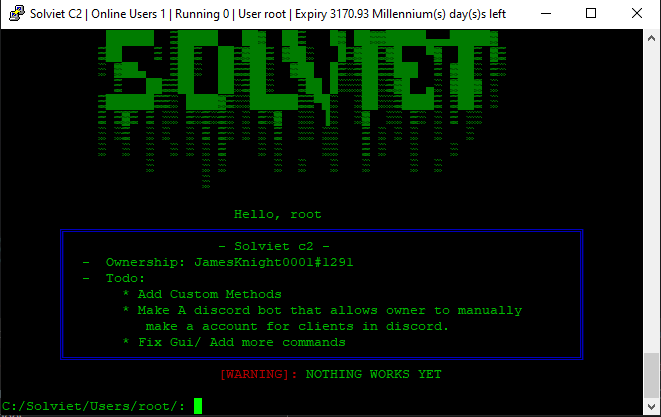 Solviet C2 | Online Users 1 | Running 0 | User root | Expiry 3170.93 Millennium(s) day(s)s left
SOLVIET
Hello, root
- Solviet c2 -
- Ownership: JamesKnight0001#1291
- Todo:
* Add Custom Methods
* Make A discord bot that allows owner to manually
make a account for clients in discord.
* Fix Gui/ Add more commands
[WARNING]: NOTHING WORKS YET
C:/Solviet/Users/root/: